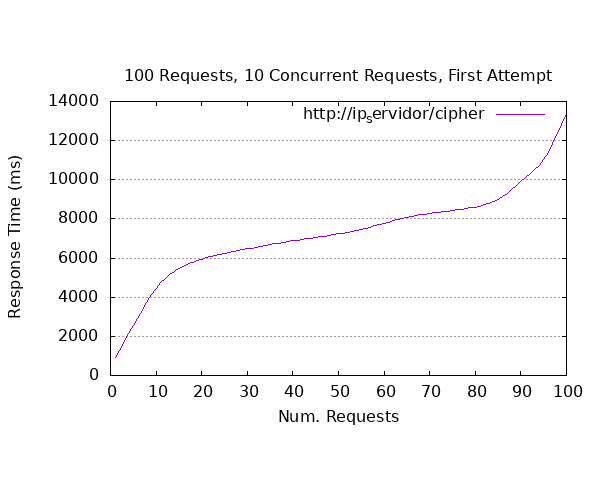 100 Requests, 10 Concurrent Requests, First Attempt
http://ipservidor/cipher
14000
12000
10000
8000
6000
4000
2000
0
Response Time (ms)
0 10 20 30 40 50 60 70 80 90 100
Num. Requests